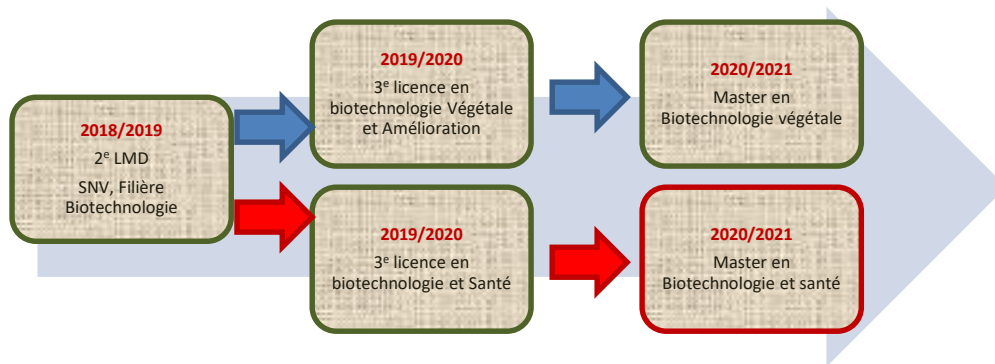 2018/2019
2e LMD
SNV, Filière
Biotechnologie
2019/2020
3e licence en
biotechnologie Végétale
et Amélioration
2020/2021
Master en
Biotechnologie végétale
2019/2020
3e licence en
biotechnologie et Santé
2020/2021
Master en
Biotechnologie et santé